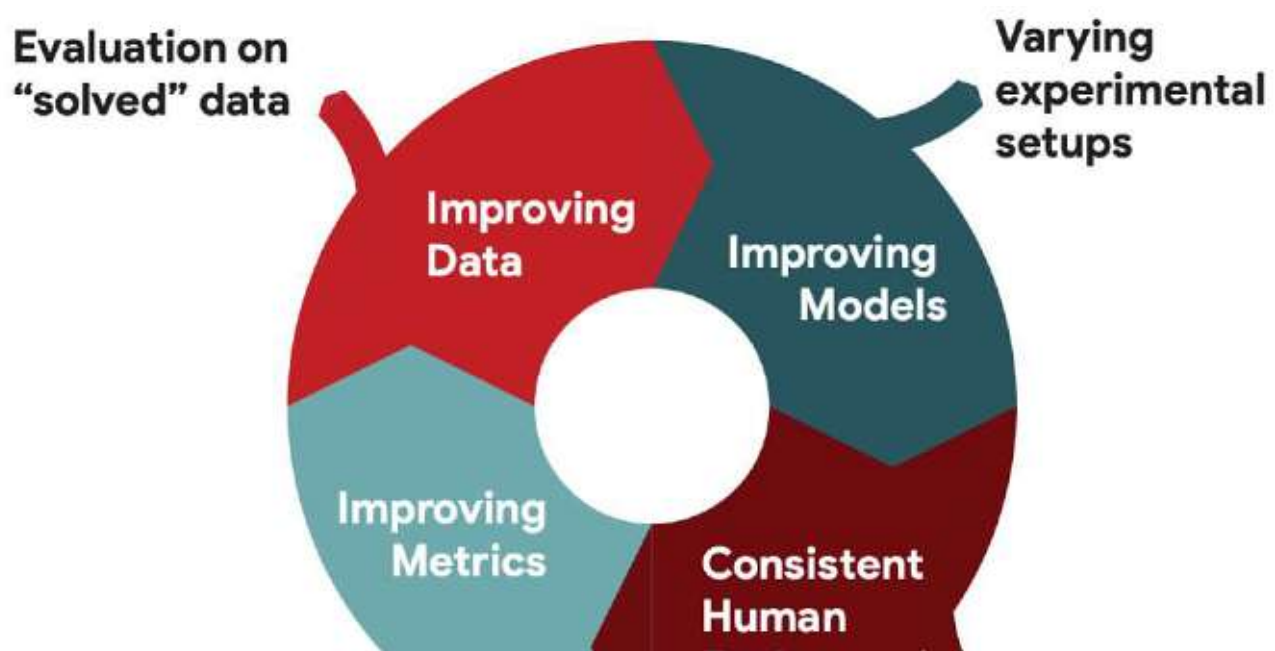 Evaluation on
“solved” data
Varying
experimental
setups
Improving
Data
Improving
Models
Improving
Metrics
Consistent
Human